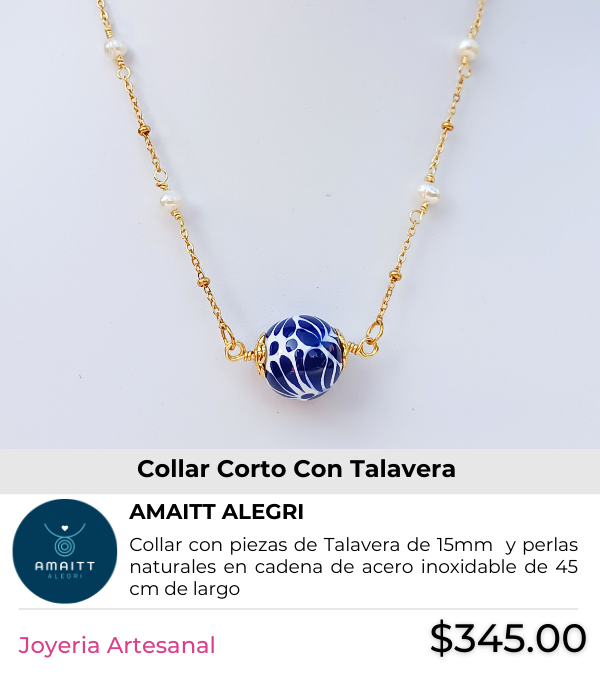 Collar Corto Con Talavera
AMAITT ALEGRI
Collar con piezas de Talavera de 15mm y perlas
naturales en cadena de acero inoxidable de 45
cm de largo
AMAITT
ALEGRI
Joyeria Artesanal
$345.00